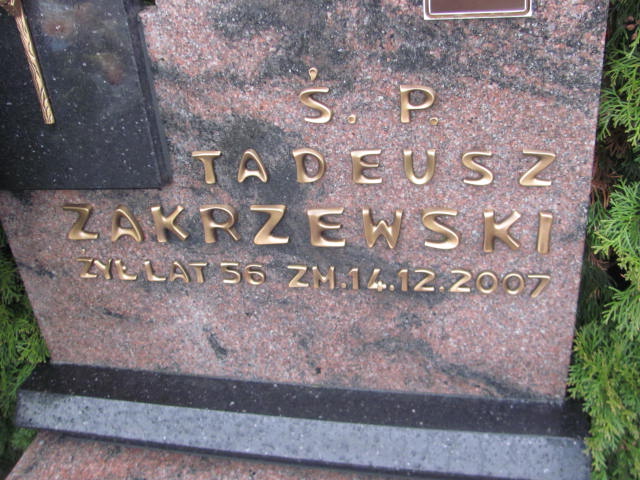 Ś. P.
TADEUSZ
ZAKRZEWSKI
ŻYŁ LAT 56 ZM. 14.12.2007